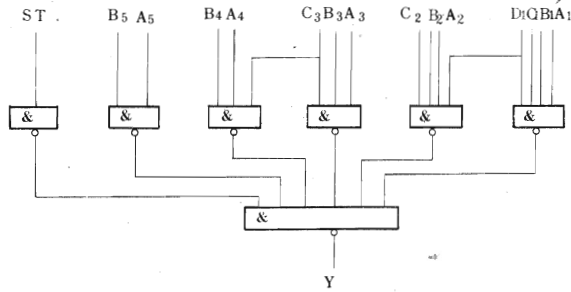 ST B5 A5 B4 A4 C3 B3 A3 C2 B2 A2 D1 C1 B1 A1
& & & & & &
&
Y